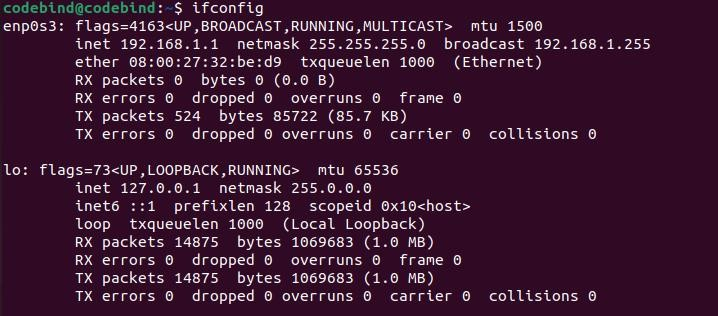 codebind@codebind:~$ ifconfig
enp0s3: flags=4163<UP,BROADCAST,RUNNING,MULTICAST>  mtu 1500
        inet 192.168.1.1  netmask 255.255.255.0  broadcast 192.168.1.255
        ether 08:00:27:32:be:d9  txqueuelen 1000  (Ethernet)
        RX packets 0  bytes 0 (0.0 B)
        RX errors 0  dropped 0  overruns 0  frame 0
        TX packets 524  bytes 85722 (85.7 KB)
        TX errors 0  dropped 0 overruns 0  carrier 0  collisions 0

lo: flags=73<UP,LOOPBACK,RUNNING>  mtu 65536
        inet 127.0.0.1  netmask 255.0.0.0
        inet6 ::1  prefixlen 128  scopeid 0x10<host>
        loop  txqueuelen 1000  (Local Loopback)
        RX packets 14875  bytes 1069683 (1.0 MB)
        RX errors 0  dropped 0  overruns 0  frame 0
        TX packets 14875  bytes 1069683 (1.0 MB)
        TX errors 0  dropped 0 overruns 0  carrier 0  collisions 0